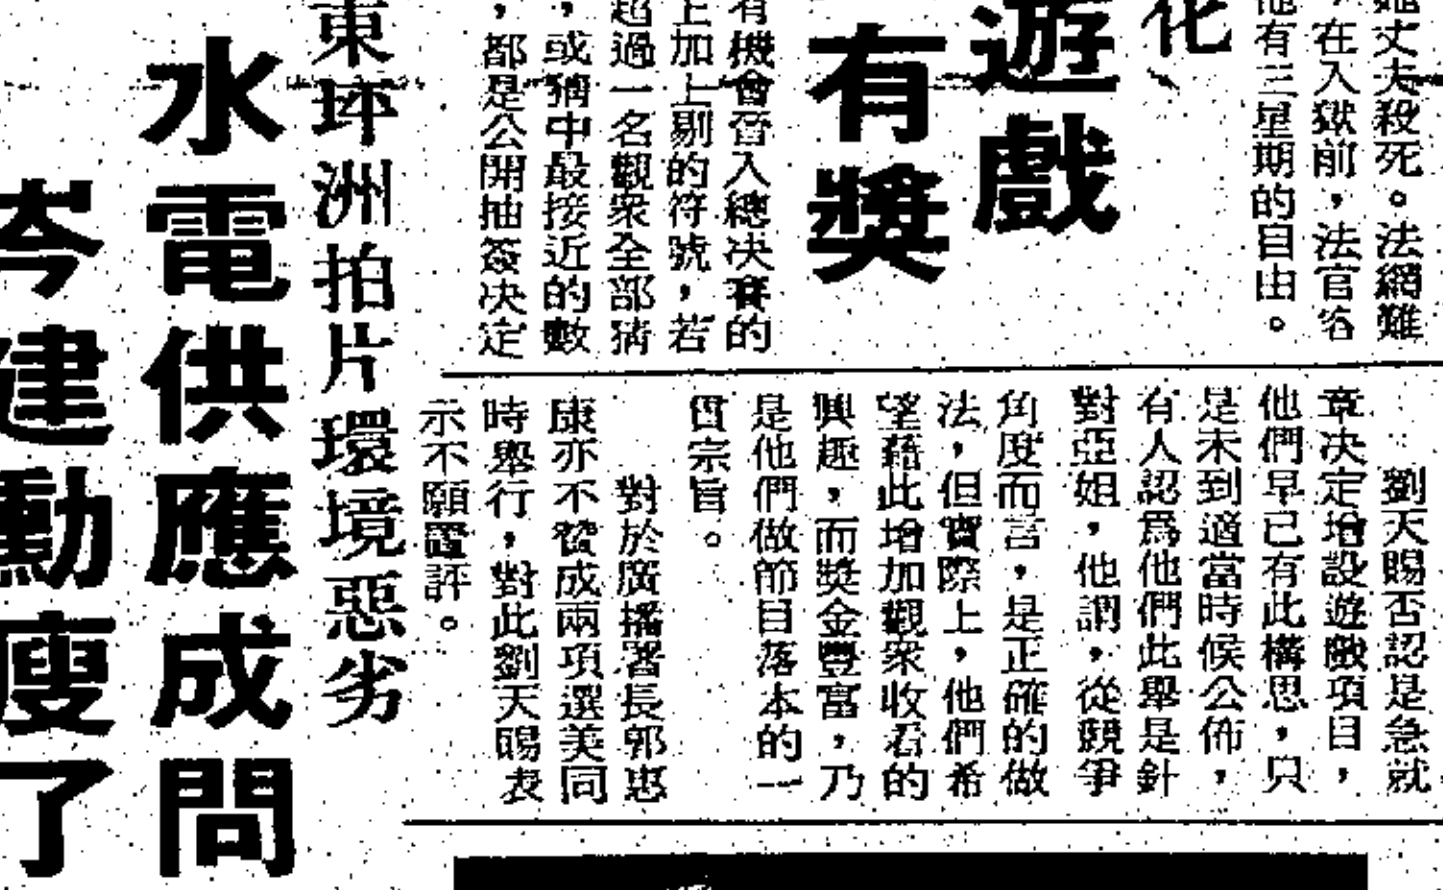 丈夫殺死。法網難
，在入獄前，法官容
他有三星期的自由。
化
遊戲
有獎
有機會晉入總决賽的
上加上剔的符號，若
超過一名觀衆全部猜
，或猜中最接近的數
，都是公開抽簽决定
劉天賜否認是急就
章决定增設遊戲項目，
他們早已有此構思，只
是未到適當時候公佈，
有人認爲他們此舉是針
對亞姐，他謂，從競爭
角度而言，是正確的做
法，但實際上，他們希
望藉此增加觀衆收看的
興趣，而獎金豐富，乃
是他們做節目落本的一
貫宗旨。
對於廣播署長郭惠
康亦不贊成兩項選美同
時舉行，對此劉天賜表
示不願置評。
東坪洲拍片環境惡劣
水電供應成問
岑建勳瘦了